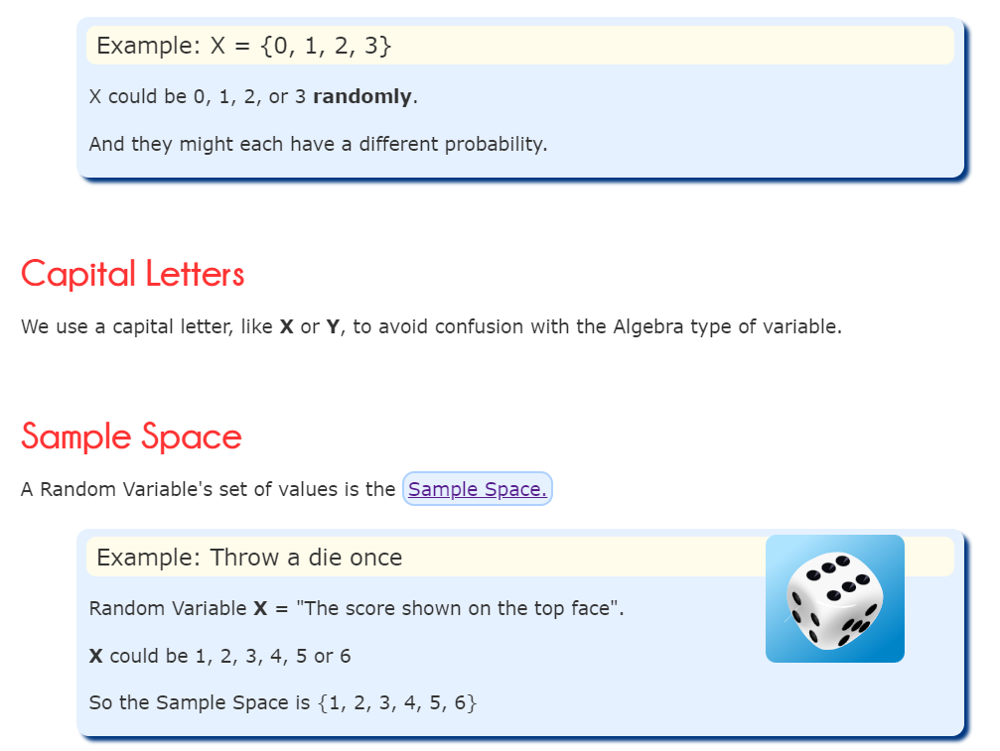 Example: X = {0, 1, 2, 3}
X could be 0, 1, 2, or 3 randomly.
And they might each have a different probability.
Capital Letters
We use a capital letter, like X or Y, to avoid confusion with the Algebra type of variable.
Sample Space
A Random Variable's set of values is the Sample Space.
Example: Throw a die once
Random Variable X = "The score shown on the top face".
X could be 1, 2, 3, 4, 5 or 6
So the Sample Space is {1, 2, 3, 4, 5, 6}